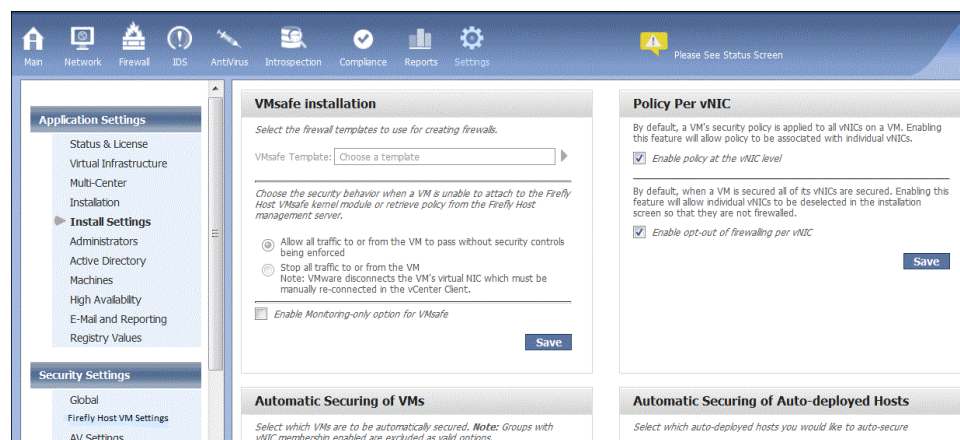 Main Network Firewall IDS AntiVirus Introspection Compliance Reports Settings
Please See Status Screen
Application Settings
Status & License
Virtual Infrastructure
Multi-Center
Installation
Install Settings
Administrators
Active Directory
Machines
High Availability
E-Mail and Reporting
Registry Values
Security Settings
Global
Firefly Host VM Settings
AV Settings
VMsafe installation
Select the firewall templates to use for creating firewalls.
VMsafe Template: Choose a template
Choose the security behavior when a VM is unable to attach to the Firefly
Host VMsafe kernel module or retrieve policy from the Firefly Host
management server.
Allow all traffic to or from the VM to pass without security controls
being enforced
Stop all traffic to or from the VM
Note: VMware disconnects the VM's virtual NIC which must be
manually re-connected in the vCenter Client.
Enable Monitoring-only option for VMsafe
Save
Policy Per vNIC
By default, a VM's security policy is applied to all vNICs on a VM. Enabling
this feature will allow policy to be associated with individual vNICs.
Enable policy at the vNIC level
By default, when a VM is secured all of its vNICs are secured. Enabling this
feature will allow individual vNICs to be deselected in the installation
screen so that they are not firewalled.
Enable opt-out of firewalling per vNIC
Save
Automatic Securing of VMs
Select which VMs are to be automatically secured. Note: Groups with
vNIC membership enabled are excluded as valid options.
Automatic Securing of Auto-deployed Hosts
Select which auto-deployed hosts you would like to auto-secure